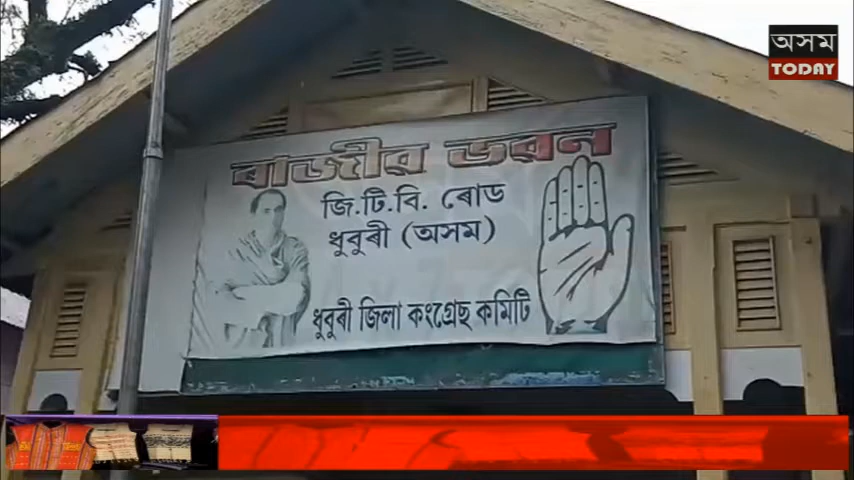 অসম
TODAY
ৰাজীৱ ভৱন
জি.টি.বি. ৰোড
ধুবুৰী (অসম)
ধুবুৰী জিলা কংগ্ৰেছ কমিটি